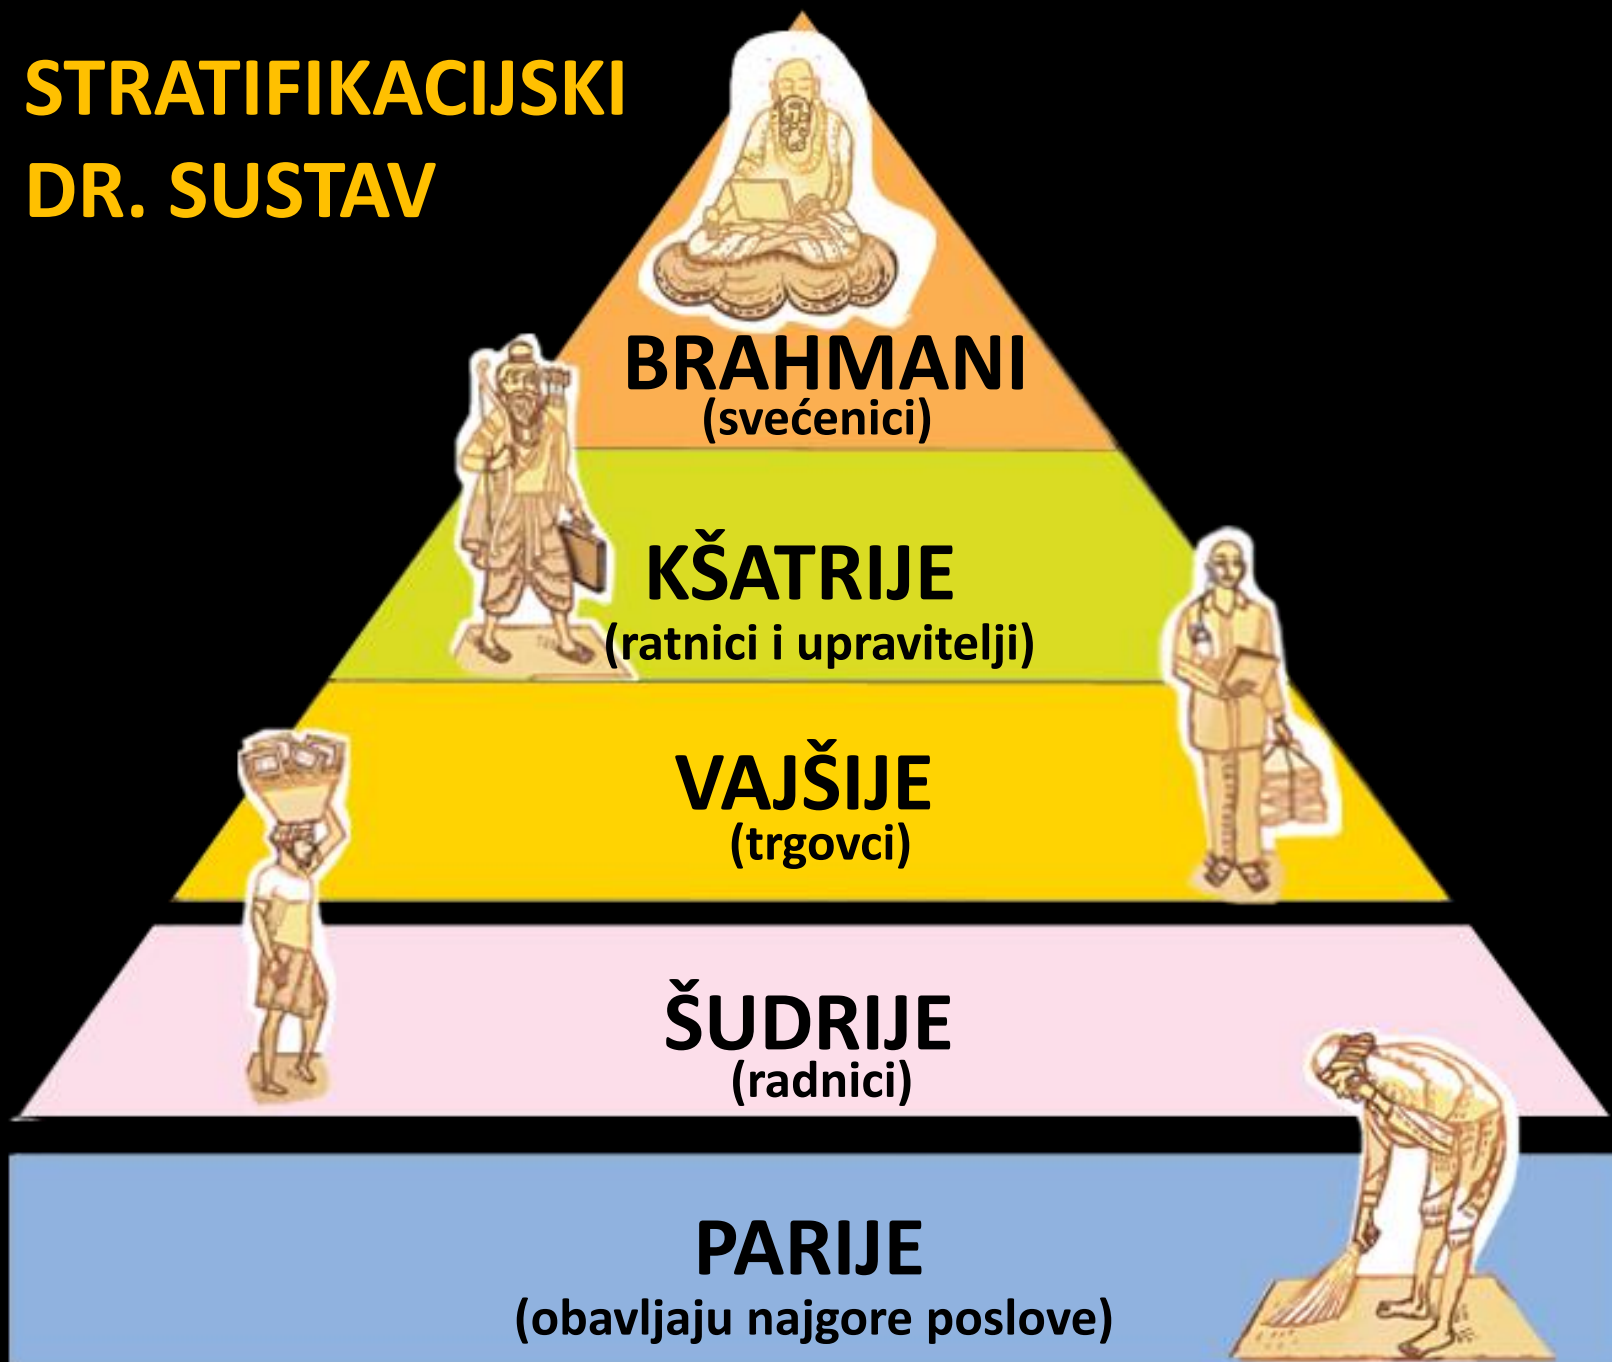 STRATIFIKACIJSKI
DR. SUSTAV
BRAHMANI
(svećenici)
KŠATRIJE
(ratnici i upravitelji)
VAJŠIJE
(trgovci)
ŠUDRIJE
(radnici)
PARIJE
(obavljaju najgore poslove)